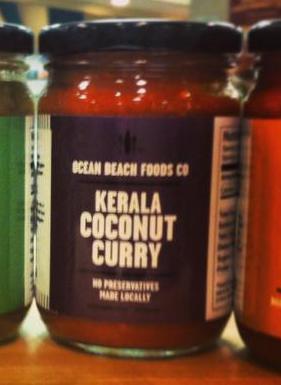 OCEAN BEACH FOODS CO
KERALA
COCONUT
CURRY
NO PRESERVATIVES
MADE LOCALLY